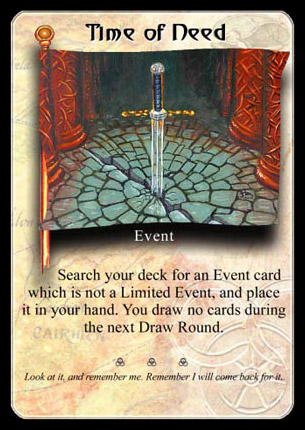 Time of Need
Event
Search your deck for an Event card
which is not a Limited Event, and place
it in your hand. You draw no cards during
the next Draw Round.
Look at it, and remember me. Remember I will come back for it.